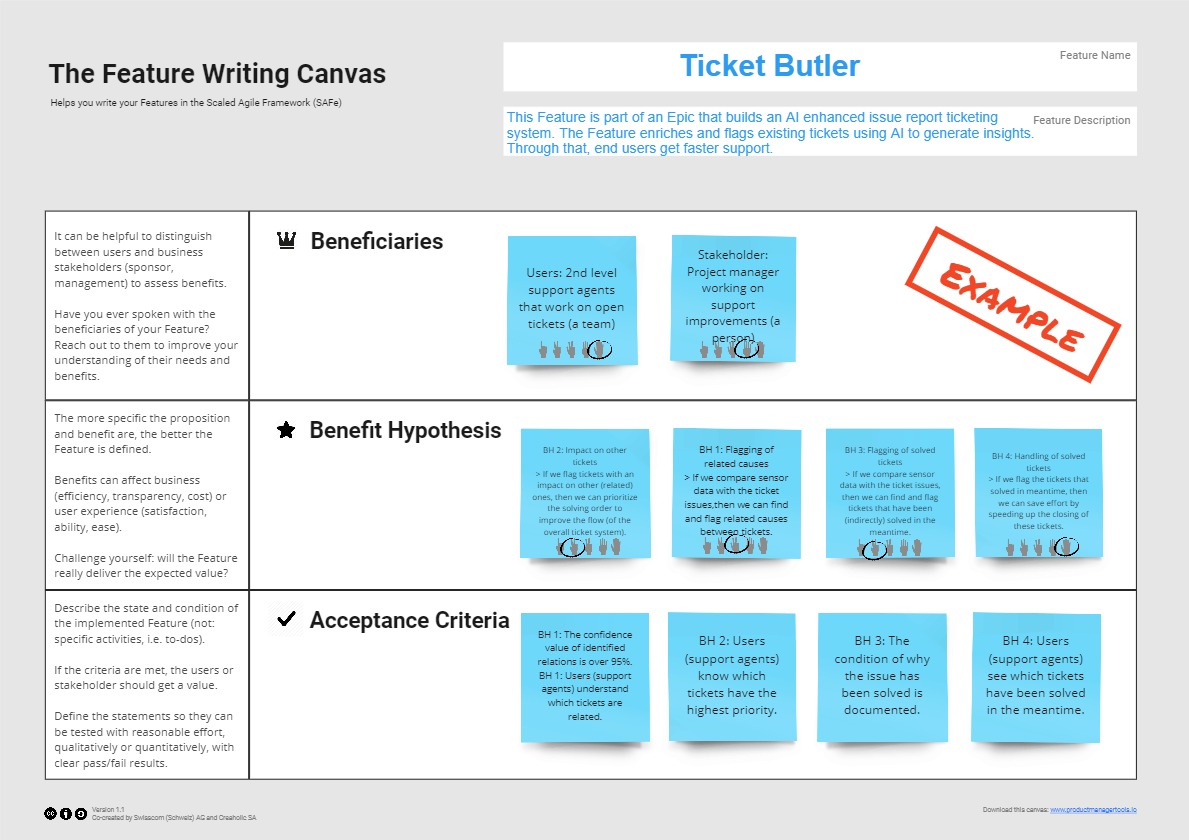 The Feature Writing Canvas
Helps you write your Features in the Scaled Agile Framework (SAFe)
Ticket Butler
Feature Name
This Feature is part of an Epic that builds an AI enhanced issue report ticketing
system. The Feature enriches and flags existing tickets using AI to generate insights.
Through that, end users get faster support.
Feature Description
It can be helpful to distinguish
between users and business
stakeholders (sponsor,
management) to assess benefits.
Have you ever spoken with the
beneficiaries of your Feature?
Reach out to them to improve your
understanding of their needs and
benefits.
Beneficiaries
Users: 2nd level
support agents
that work on open
tickets (a team)
Stakeholder:
Project manager
working on
support
improvements (a
person)
EXAMPLE
The more specific the proposition
and benefit are, the better the
Feature is defined.
Benefits can affect business
(efficiency, transparency, cost) or
user experience (satisfaction,
ability, ease).
Challenge yourself: will the Feature
really deliver the expected value?
Benefit Hypothesis
BH 2: Impact on other
tickets
> If we flag tickets with an
impact on other (related)
ones, then we can prioritize
the solving order to
improve the flow (of the
overall ticket system).
BH 1: Flagging of
related causes
> If we compare sensor
data with the ticket
issues,then we can find
and flag related causes
between tickets.
BH 3: Flagging of solved
tickets
> If we compare sensor
data with the ticket issues,
then we can find and flag
tickets that have been
(indirectly) solved in the
meantime.
BH 4: Handling of solved
tickets
> If we flag the tickets that
solved in meantime, then
we can save effort by
speeding up the closing of
these tickets.
Describe the state and condition of
the implemented Feature (not:
specific activities, i.e. to-dos).
If the criteria are met, the users or
stakeholder should get a value.
Define the statements so they can
be tested with reasonable effort,
qualitatively or quantitatively, with
clear pass/fail results.
Acceptance Criteria
BH 1: The confidence
value of identified
relations is over 95%.
BH 1: Users (support
agents) understand
which tickets are
related.
BH 2: Users
(support agents)
know which
tickets have the
highest priority.
BH 3: The
condition of why
the issue has
been solved is
documented.
BH 4: Users
(support agents)
see which tickets
have been solved
in the meantime.
Version 1.1
Co-created by Swisscom (Schweiz) AG and Creaholic SA
Download this canvas: www.productmanagertools.io